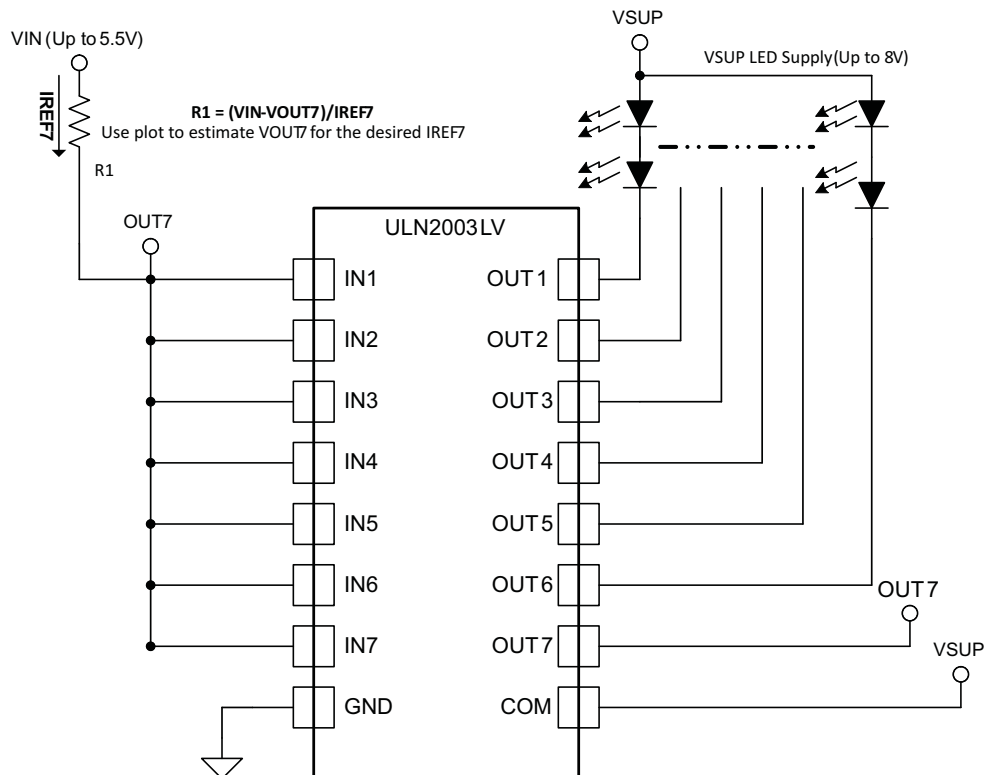 VSUP
VIN (Up to 5.5V)
VSUP LED Supply (Up to 8V)
IREF7
R1 = (VIN-VOUT7)/IREF7
Use plot to estimate VOUT7 for the desired IREF7
R1
OUT7
ULN2003LV
IN1
OUT1
IN2
OUT2
IN3
OUT3
IN4
OUT4
IN5
OUT5
IN6
OUT6
OUT7
IN7
OUT7
VSUP
GND
COM